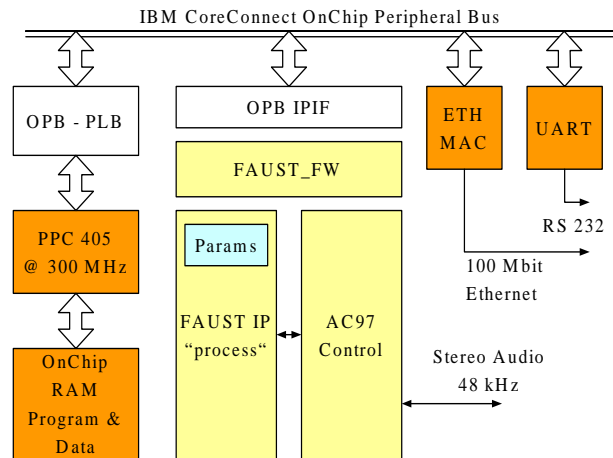 IBM CoreConnect OnChip Peripheral Bus
OPB - PLB
OPB IPIF
ETH
MAC
UART
FAUST_FW
PPC 405
@ 300 MHz
Params
RS 232
100 Mbit
Ethernet
FAUST IP
“process“
AC97
Control
OnChip
RAM
Program &
Data
Stereo Audio
48 kHz